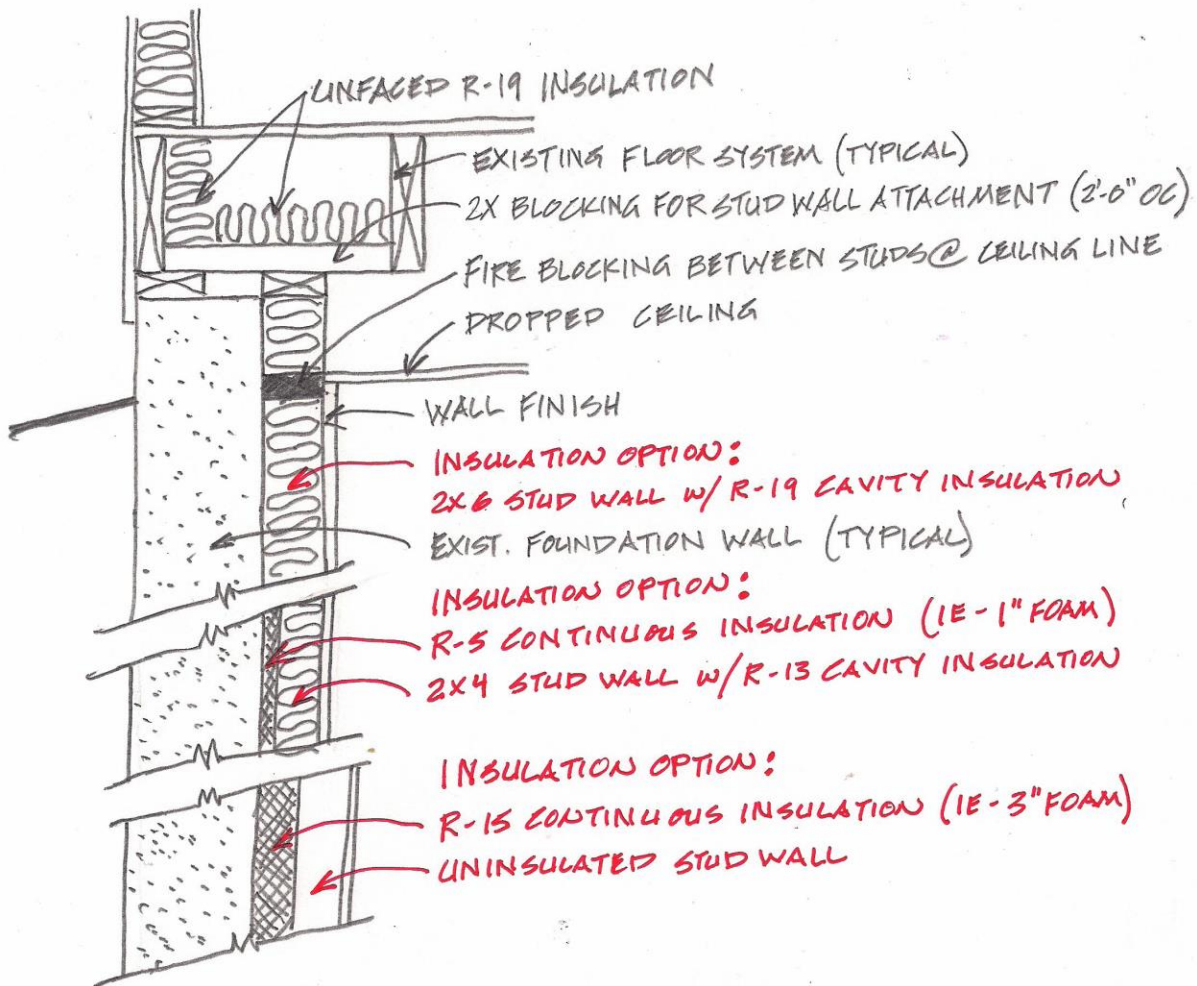 UNFACED R-19 INSULATION
EXISTING FLOOR SYSTEM (TYPICAL)
2X BLOCKING FOR STUD WALL ATTACHMENT (2'-0" OC)
FIRE BLOCKING BETWEEN STUDS @ CEILING LINE
DROPPED CEILING
WALL FINISH
INSULATION OPTION:
2X6 STUD WALL W/ R-19 CAVITY INSULATION
EXIST. FOUNDATION WALL (TYPICAL)
INSULATION OPTION:
R-5 CONTINUOUS INSULATION (IE - 1" FOAM)
2X4 STUD WALL W/ R-13 CAVITY INSULATION
INSULATION OPTION:
R-15 CONTINUOUS INSULATION (IE - 3" FOAM)
UNINSULATED STUD WALL